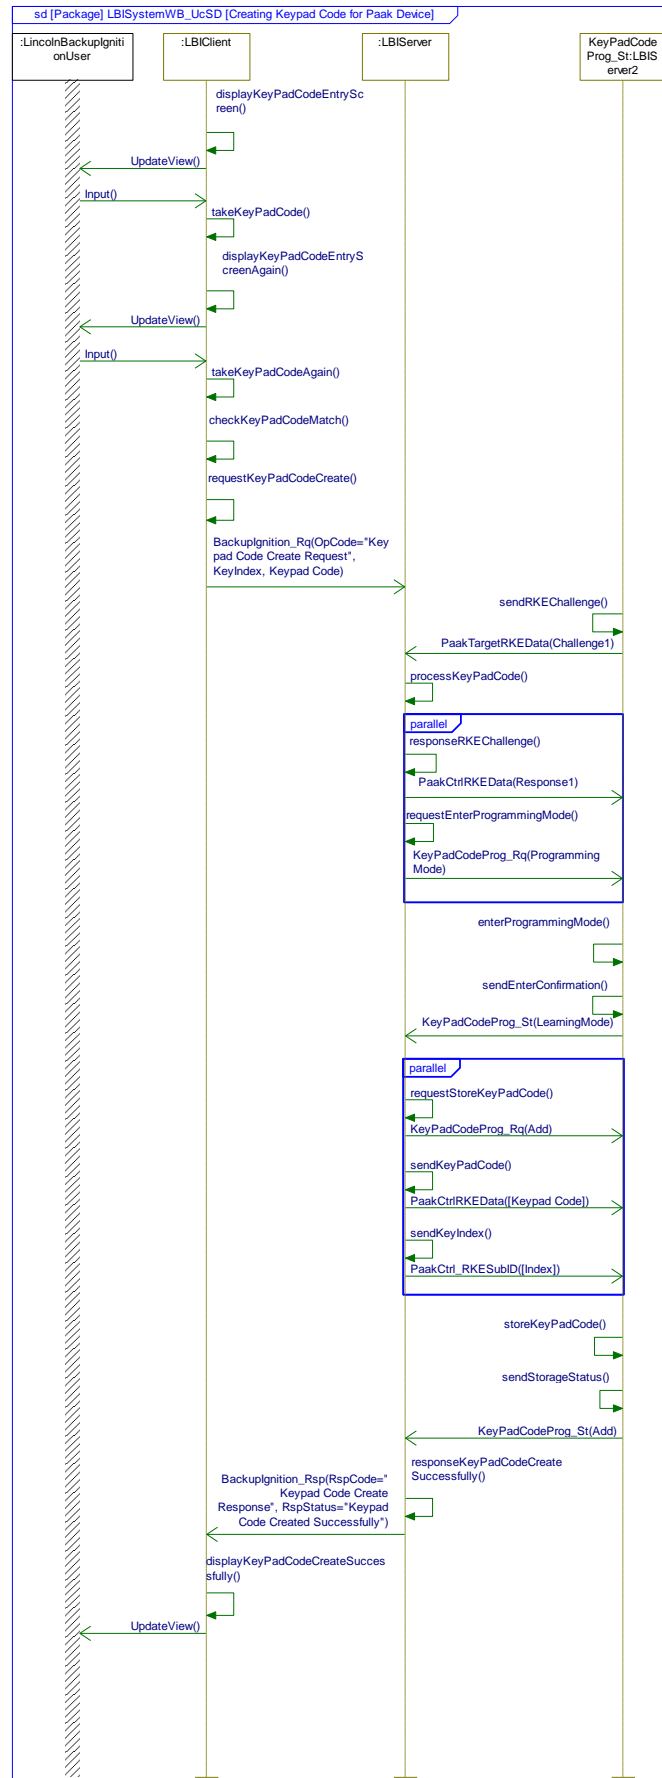 sd [Package] LBISystemWB_UcSD [Creating Keypad Code for Paak Device]
:LincolnBackupIgniti
onUser
:LBIClient
:LBIServer
KeyPadCode
Prog_St:LBIS
erver2
displayKeyPadCodeEntrySc
reen()
UpdateView()
Input()
takeKeyPadCode()
displayKeyPadCodeEntryS
creenAgain()
UpdateView()
Input()
takeKeyPadCodeAgain()
checkKeyPadCodeMatch()
requestKeyPadCodeCreate()
BackupIgnition_Rq(OpCode="Key
pad Code Create Request",
KeyIndex, Keypad Code)
sendRKEChallenge()
PaakTargetRKEData(Challenge1)
processKeyPadCode()
parallel
responseRKEChallenge()
PaakCtrlRKEData(Response1)
requestEnterProgrammingMode()
KeyPadCodeProg_Rq(Programming
Mode)
enterProgrammingMode()
sendEnterConfirmation()
KeyPadCodeProg_St(LearningMode)
parallel
requestStoreKeyPadCode()
KeyPadCodeProg_Rq(Add)
sendKeyPadCode()
PaakCtrlRKEData([Keypad Code])
sendKeyIndex()
PaakCtrl_RKESubID([Index])
storeKeyPadCode()
sendStorageStatus()
KeyPadCodeProg_St(Add)
responseKeyPadCodeCreate
Successfully()
BackupIgnition_Rsp(RspCode="
Keypad Code Create
Response", RspStatus="Keypad
Code Created Successfully")
displayKeyPadCodeCreateSucces
sfully()
UpdateView()